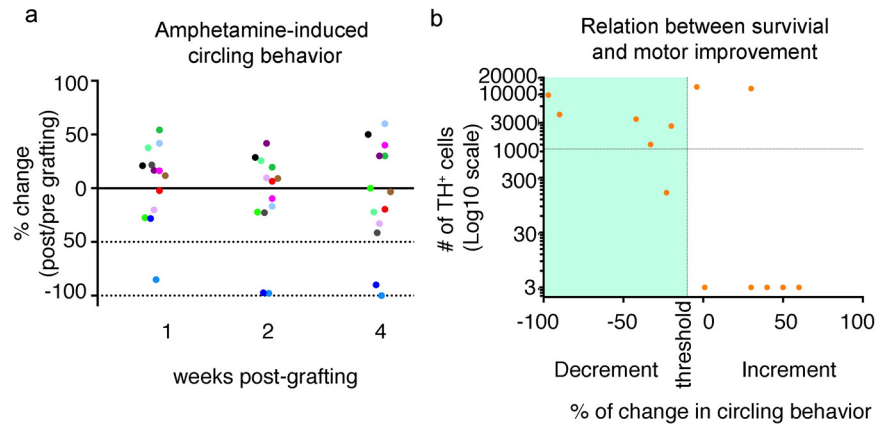 a
Amphetamine-induced
circling behavior
% change
(post/pre grafting)
100
50
0
50
-100
1
2
4
weeks post-grafting
b
Relation between survivial
and motor improvement
# of TH+ cells
(Log10 scale)
20000
10000
3000
1000
300
30
3
-100
-50
threshold
0
100
Decrement
Increment
% of change in circling behavior